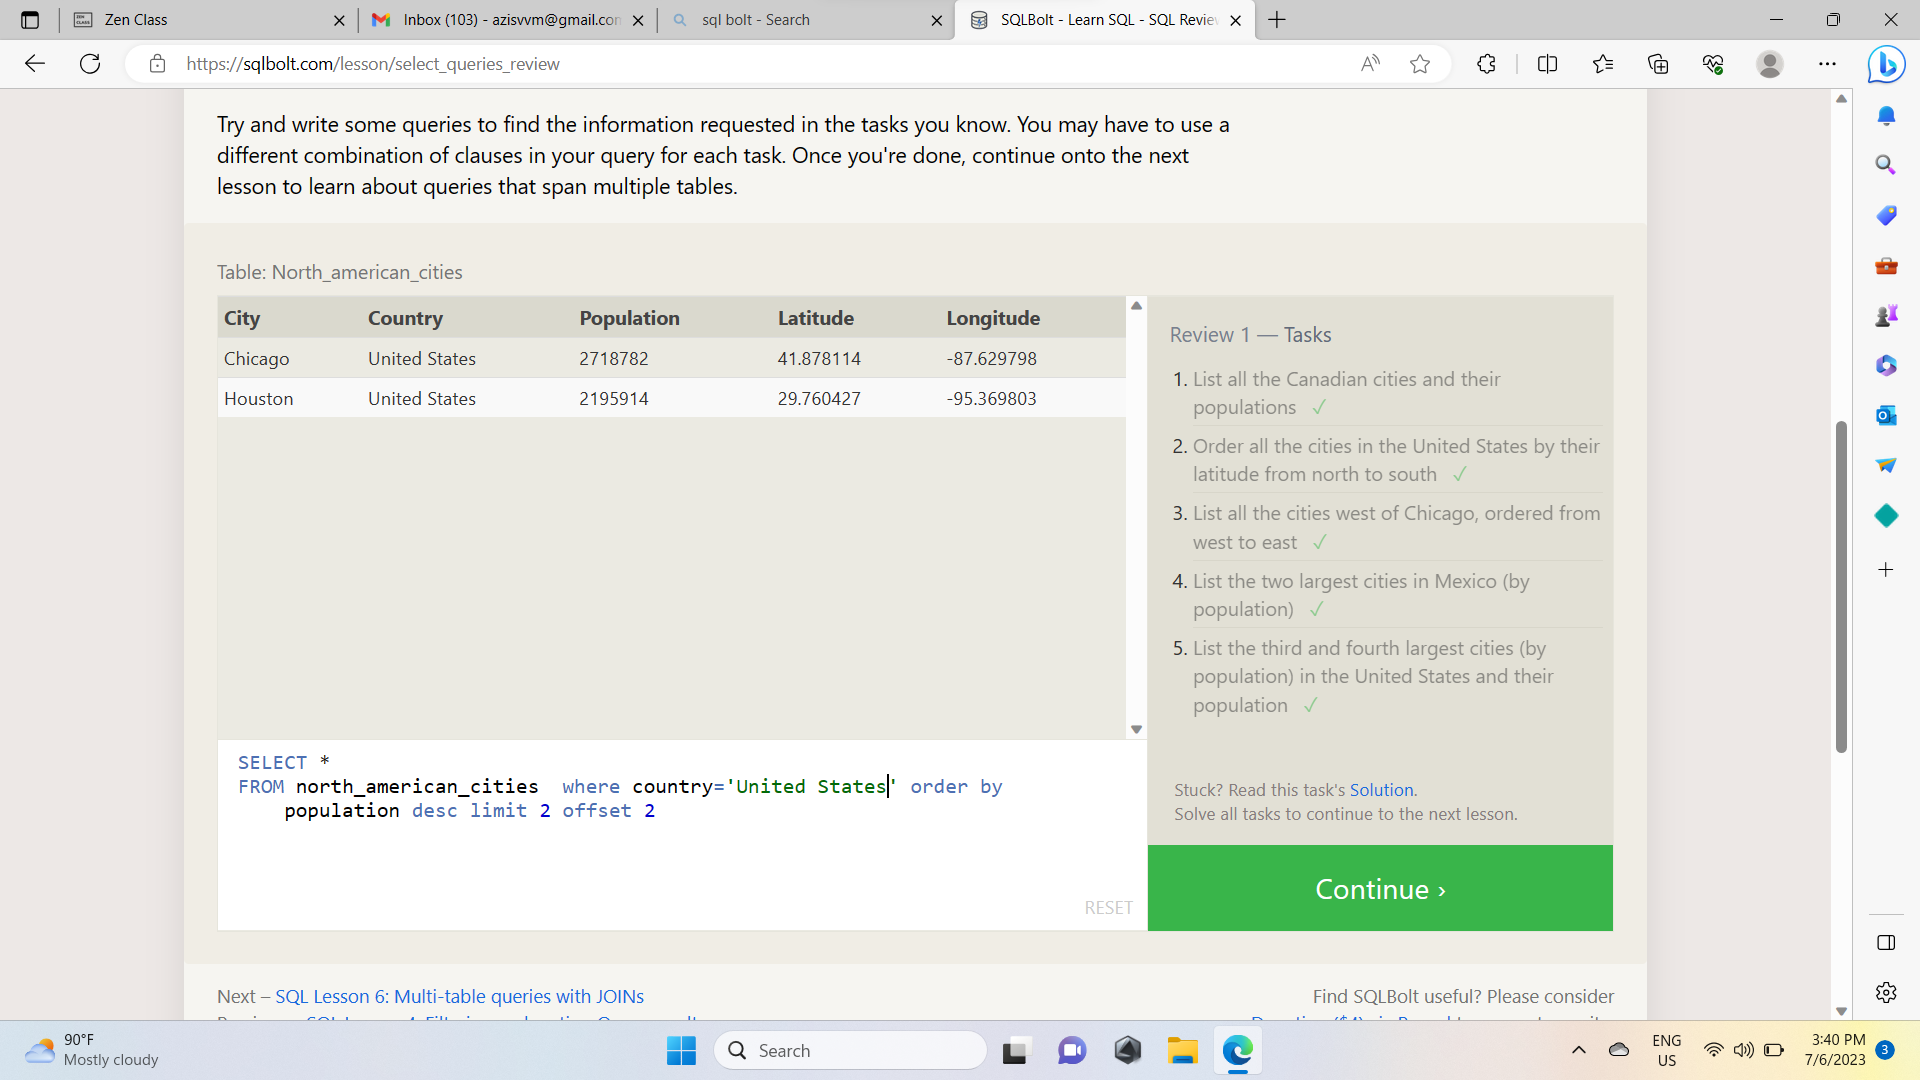 Zen Class
Inbox (103) - azisvvm@gmail.con
sql bolt - Search
SQLBolt - Learn SQL - SQL Review
https://sqlbolt.com/lesson/select_queries_review
Try and write some queries to find the information requested in the tasks you know. You may have to use a
different combination of clauses in your query for each task. Once you're done, continue onto the next
lesson to learn about queries that span multiple tables.
Table: North_american_cities
City Country Population Latitude Longitude
Chicago United States 2718782 41.878114 -87.629798
Houston United States 2195914 29.760427 -95.369803
SELECT *
FROM north_american_cities  where country='United States' order by
population desc limit 2 offset 2
RESET
Review 1 — Tasks
1. List all the Canadian cities and their
populations ✓
2. Order all the cities in the United States by their
latitude from north to south ✓
3. List all the cities west of Chicago, ordered from
west to east ✓
4. List the two largest cities in Mexico (by
population) ✓
5. List the third and fourth largest cities (by
population) in the United States and their
population ✓
Stuck? Read this task's Solution.
Solve all tasks to continue to the next lesson.
Continue ›
Next – SQL Lesson 6: Multi-table queries with JOINs
Find SQLBolt useful? Please consider
90°F
Mostly cloudy
Search
ENG
US
3:40 PM
7/6/2023
3